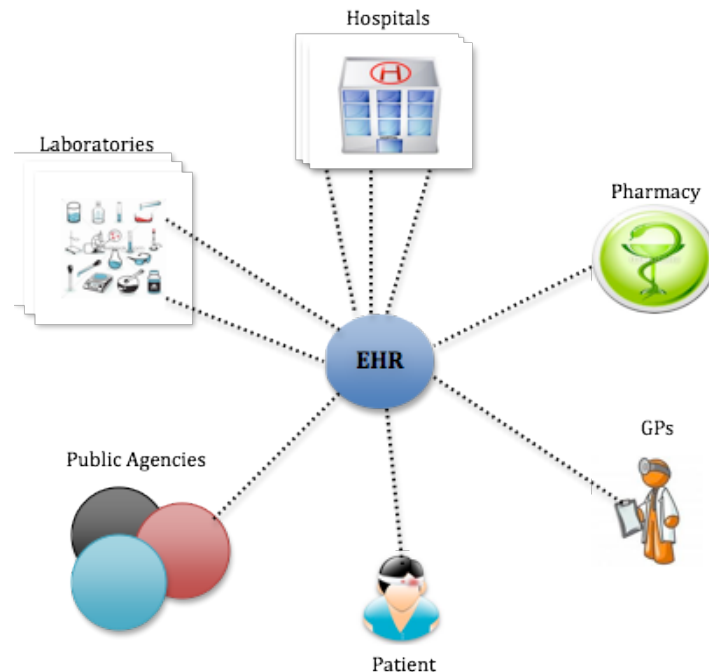 Hospitals
H
Laboratories
Pharmacy
EHR
GPs
Public Agencies
Patient